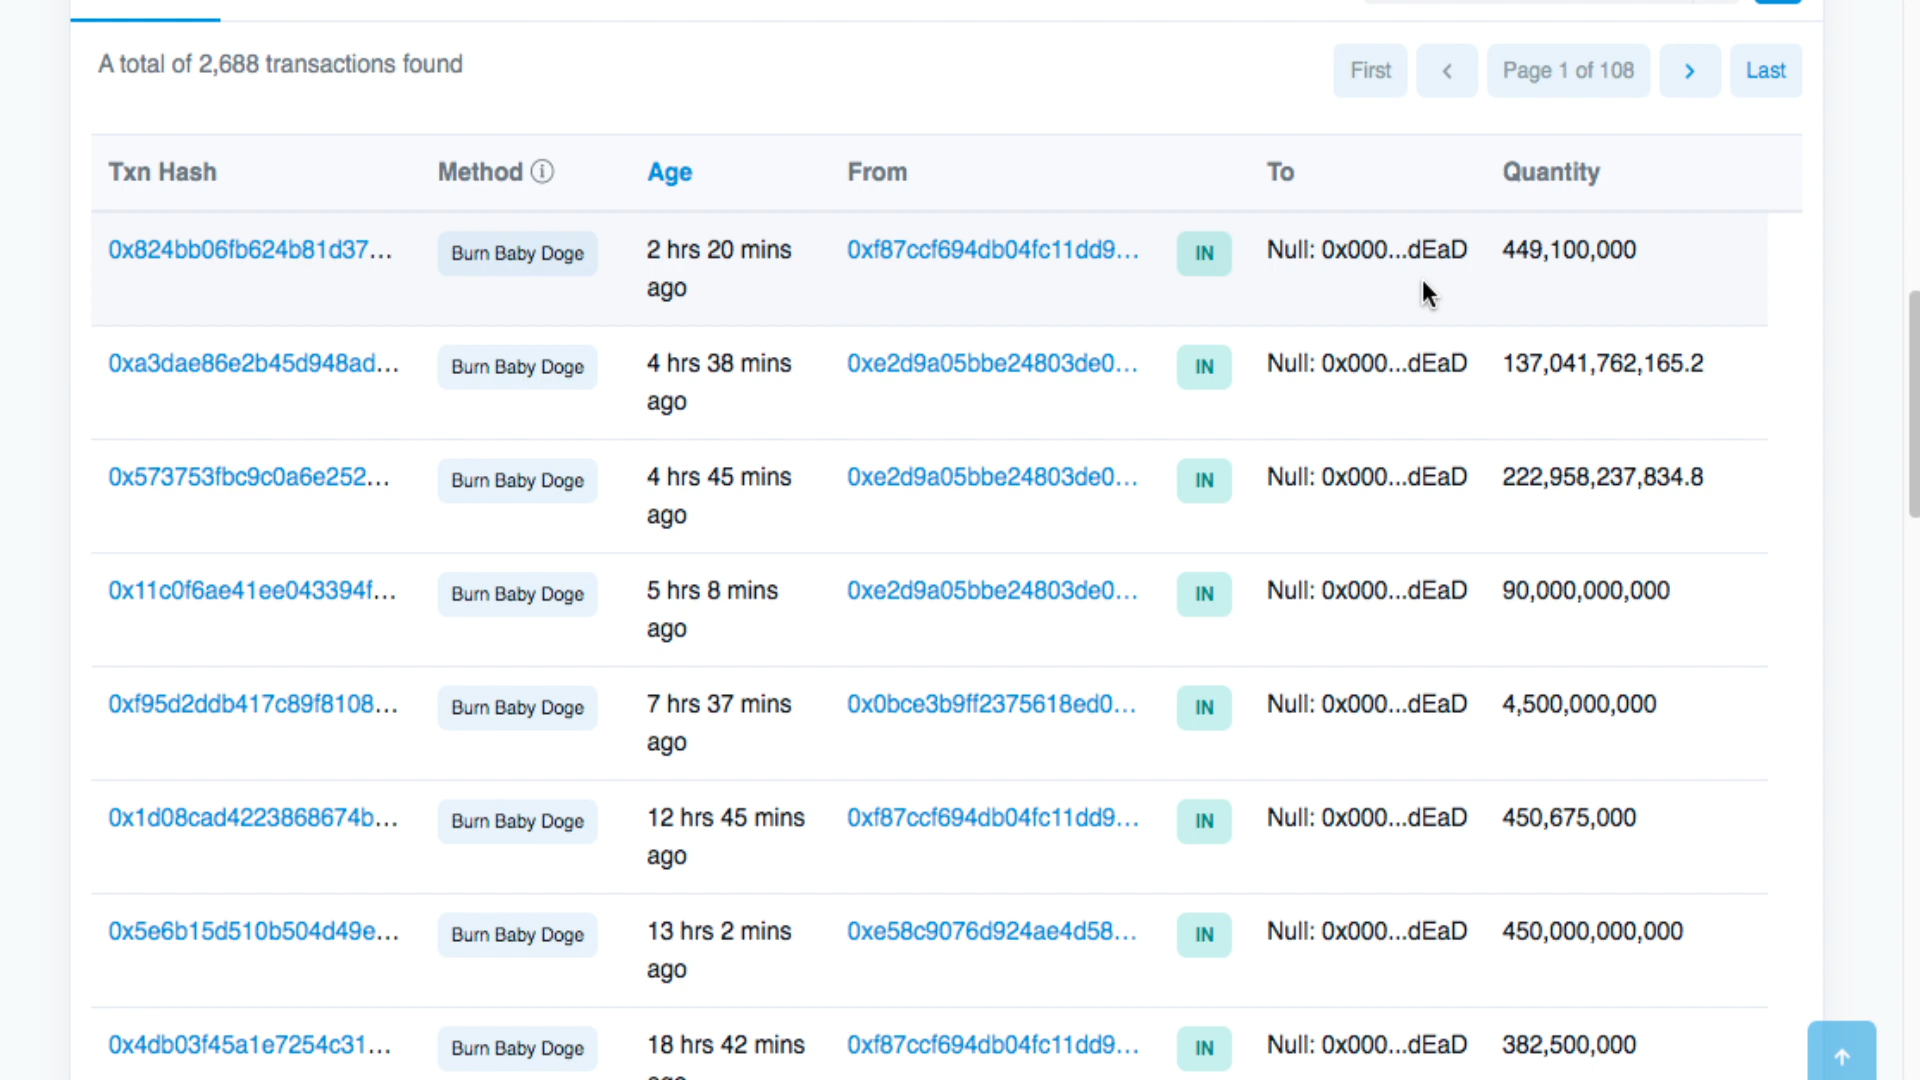 A total of 2,688 transactions found
First
Page 1 of 108
Last
Txn Hash Method Age From To Quantity
0x824bb06fb624b81d37... Burn Baby Doge 2 hrs 20 mins 0xf87ccf694db04fc11dd9... IN Null: 0x000...dEaD 449,100,000
ago
0xa3dae86e2b45d948ad... Burn Baby Doge 4 hrs 38 mins 0xe2d9a05bbe24803de0... IN Null: 0x000...dEaD 137,041,762,165.2
ago
0x573753fbc9c0a6e252... Burn Baby Doge 4 hrs 45 mins 0xe2d9a05bbe24803de0... IN Null: 0x000...dEaD 222,958,237,834.8
ago
0x11c0f6ae41ee043394f... Burn Baby Doge 5 hrs 8 mins 0xe2d9a05bbe24803de0... IN Null: 0x000...dEaD 90,000,000,000
ago
0xf95d2ddb417c89f8108... Burn Baby Doge 7 hrs 37 mins 0x0bce3b9ff2375618ed0... IN Null: 0x000...dEaD 4,500,000,000
ago
0x1d08cad4223868674b... Burn Baby Doge 12 hrs 45 mins 0xf87ccf694db04fc11dd9... IN Null: 0x000...dEaD 450,675,000
ago
0x5e6b15d510b504d49e... Burn Baby Doge 13 hrs 2 mins 0xe58c9076d924ae4d58... IN Null: 0x000...dEaD 450,000,000,000
ago
0x4db03f45a1e7254c31... Burn Baby Doge 18 hrs 42 mins 0xf87ccf694db04fc11dd9... IN Null: 0x000...dEaD 382,500,000
ago